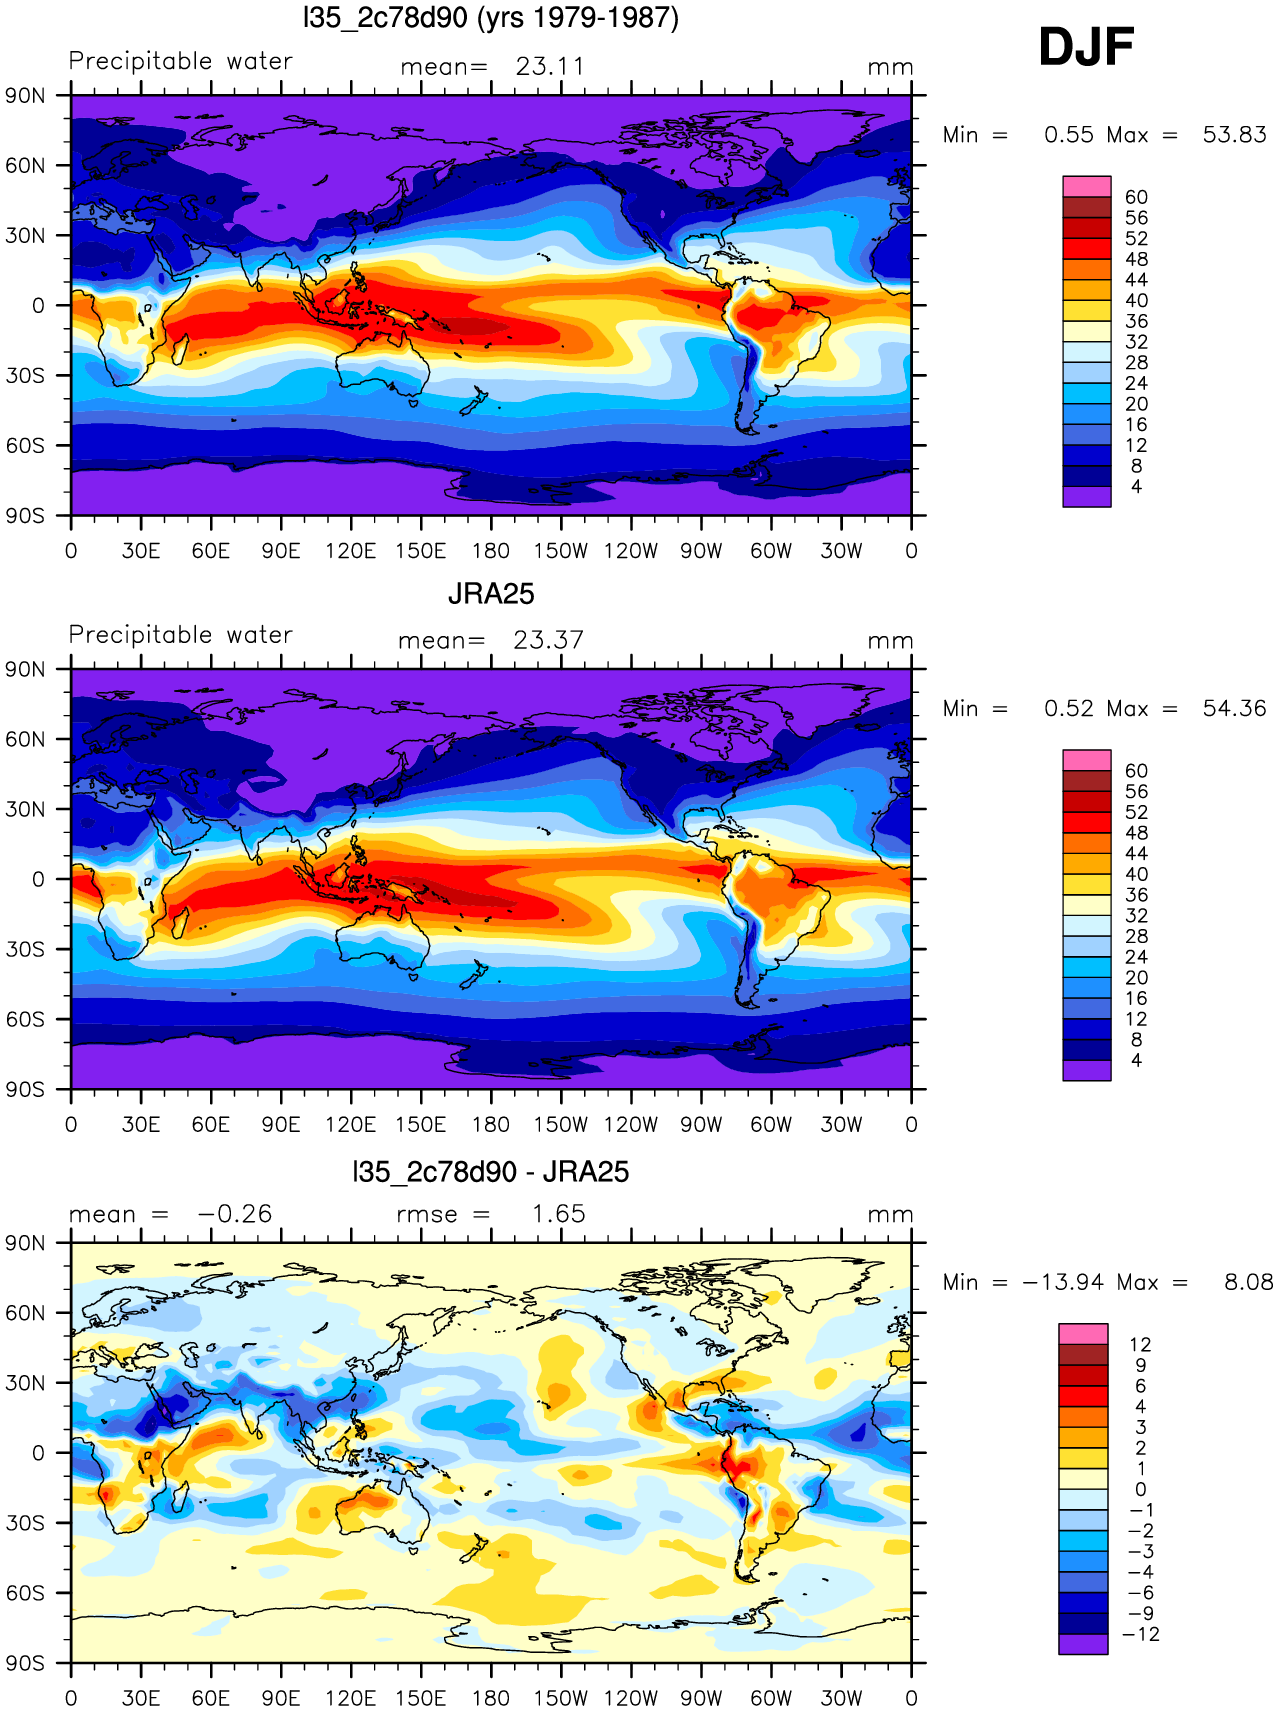 l35_2c78d90 (yrs 1979-1987)
DJF
Precipitable water mean= 23.11 mm
Min = 0.55 Max = 53.83
90N
60N
30N
0
30S
60S
90S
0 30E 60E 90E 120E 150E 180 150W 120W 90W 60W 30W 0
60
56
52
48
44
40
36
32
28
24
20
16
12
8
4
JRA25
Precipitable water mean= 23.37 mm
Min = 0.52 Max = 54.36
90N
60N
30N
0
30S
60S
90S
0 30E 60E 90E 120E 150E 180 150W 120W 90W 60W 30W 0
60
56
52
48
44
40
36
32
28
24
20
16
12
8
4
l35_2c78d90 - JRA25
mean = -0.26 rmse = 1.65 mm
Min = -13.94 Max = 8.08
90N
60N
30N
0
30S
60S
90S
0 30E 60E 90E 120E 150E 180 150W 120W 90W 60W 30W 0
12
9
6
4
3
2
1
0
-1
-2
-3
-4
-6
-9
-12